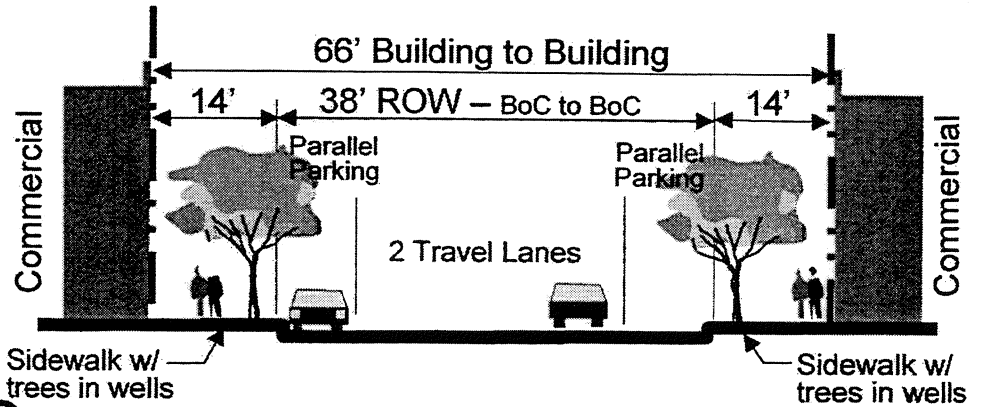 66' Building to Building
14'
38' ROW – BoC to BoC
14'
Parallel
Parking
Parallel
Parking
2 Travel Lanes
Commercial
Commercial
Sidewalk w/
trees in wells
Sidewalk w/
trees in wells